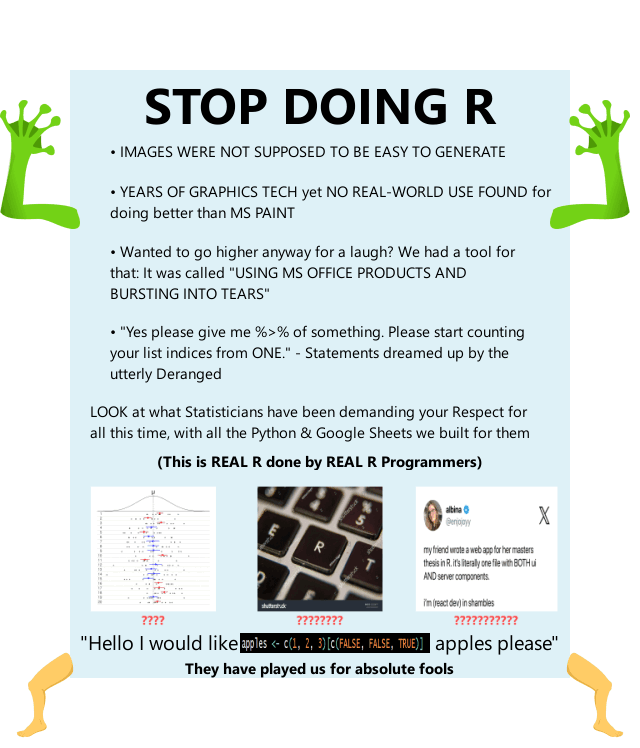 STOP DOING R
• IMAGES WERE NOT SUPPOSED TO BE EASY TO GENERATE
• YEARS OF GRAPHICS TECH yet NO REAL-WORLD USE FOUND for
doing better than MS PAINT
• Wanted to go higher anyway for a laugh? We had a tool for
that: It was called "USING MS OFFICE PRODUCTS AND
BURSTING INTO TEARS"
• "Yes please give me %>% of something. Please start counting
your list indices from ONE." - Statements dreamed up by the
utterly Deranged
LOOK at what Statisticians have been demanding your Respect for
all this time, with all the Python & Google Sheets we built for them
(This is REAL R done by REAL R Programmers)
E R T
shutterstock
albina
@enjojoyy
my friend wrote a web app for her masters
thesis in R. it's literally one file with BOTH ui
AND server components.
i'm (react dev) in shambles
????
????????
???????????
"Hello I would like apples <- c(1, 2, 3)[c(FALSE, FALSE, TRUE)] apples please"
They have played us for absolute fools